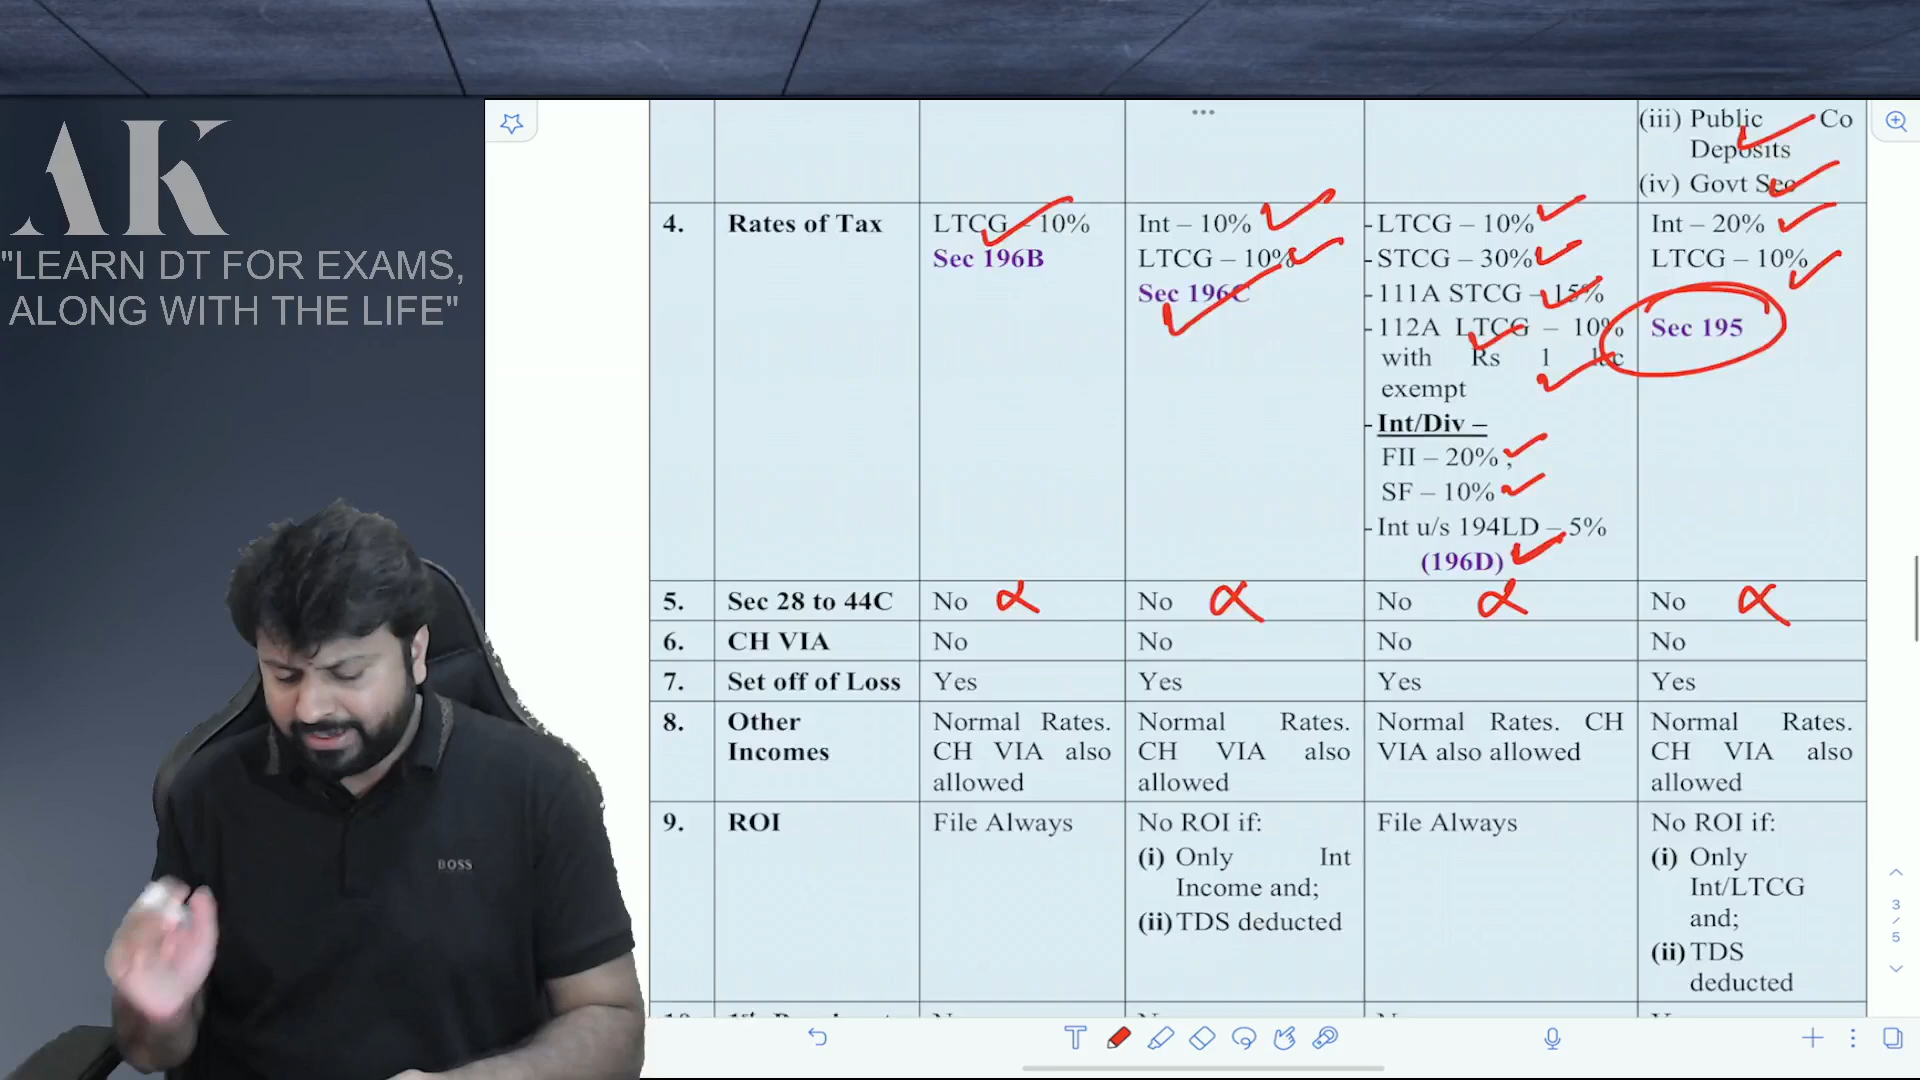 AK
"LEARN DT FOR EXAMS,
ALONG WITH THE LIFE"
BOSS
(iii) Public Co
Deposits
(iv) Govt Sec
4. Rates of Tax
LTCG – 10%
Sec 196B
Int – 10%
LTCG – 10%
Sec 196C
- LTCG – 10%
- STCG – 30%
- 111A STCG – 15%
- 112A LTCG – 10%
with Rs 1 lac
exempt
- Int/Div –
FII – 20% ,
SF – 10%
- Int u/s 194LD – 5%
(196D)
Int – 20%
LTCG – 10%
Sec 195
5. Sec 28 to 44C No No No No
6. CH VIA No No No No
7. Set off of Loss Yes Yes Yes Yes
8. Other
Incomes
Normal Rates.
CH VIA also
allowed
Normal Rates.
CH VIA also
allowed
Normal Rates. CH
VIA also allowed
Normal Rates.
CH VIA also
allowed
9. ROI
File Always
No ROI if:
(i) Only Int
Income and;
(ii) TDS deducted
File Always
No ROI if:
(i) Only
Int/LTCG
and;
(ii) TDS
deducted
3
/
5